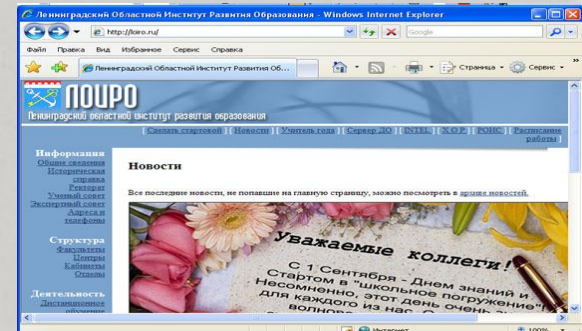 Ленинградский Областной Институт Развития Образования - Windows Internet Explorer
http://loiro.ru/
Google
Файл Правка Вид Избранное Сервис Справка
Ленинградский Областной Институт Развития Об...
Страница Сервис
ЛОИРО
Ленинградский областной институт развития образования
[ Сделать стартовой ] [ Новости ] [ Учитель года ] [ Сервер ДО ] [ INTEL ] [ Х О Р ] [ РОИС ] [ Расписание работы ]
Информация
Общие сведения
Историческая
справка
Ректорат
Ученый совет
Экспертный совет
Адреса и
телефоны
Структура
Факультеты
Центры
Кабинеты
Отделы
Деятельность
Дистанционное
обучение
Новости
Все последние новости, не попавшие на главную страницу, можно посмотреть в архиве новостей.
Уважаемые коллеги!
С 1 Сентября - Днем знаний и
Стартом в "школьное погружение"!
Несомненно, этот день очень
для каждого из нас.
волнов
Интернет
100%